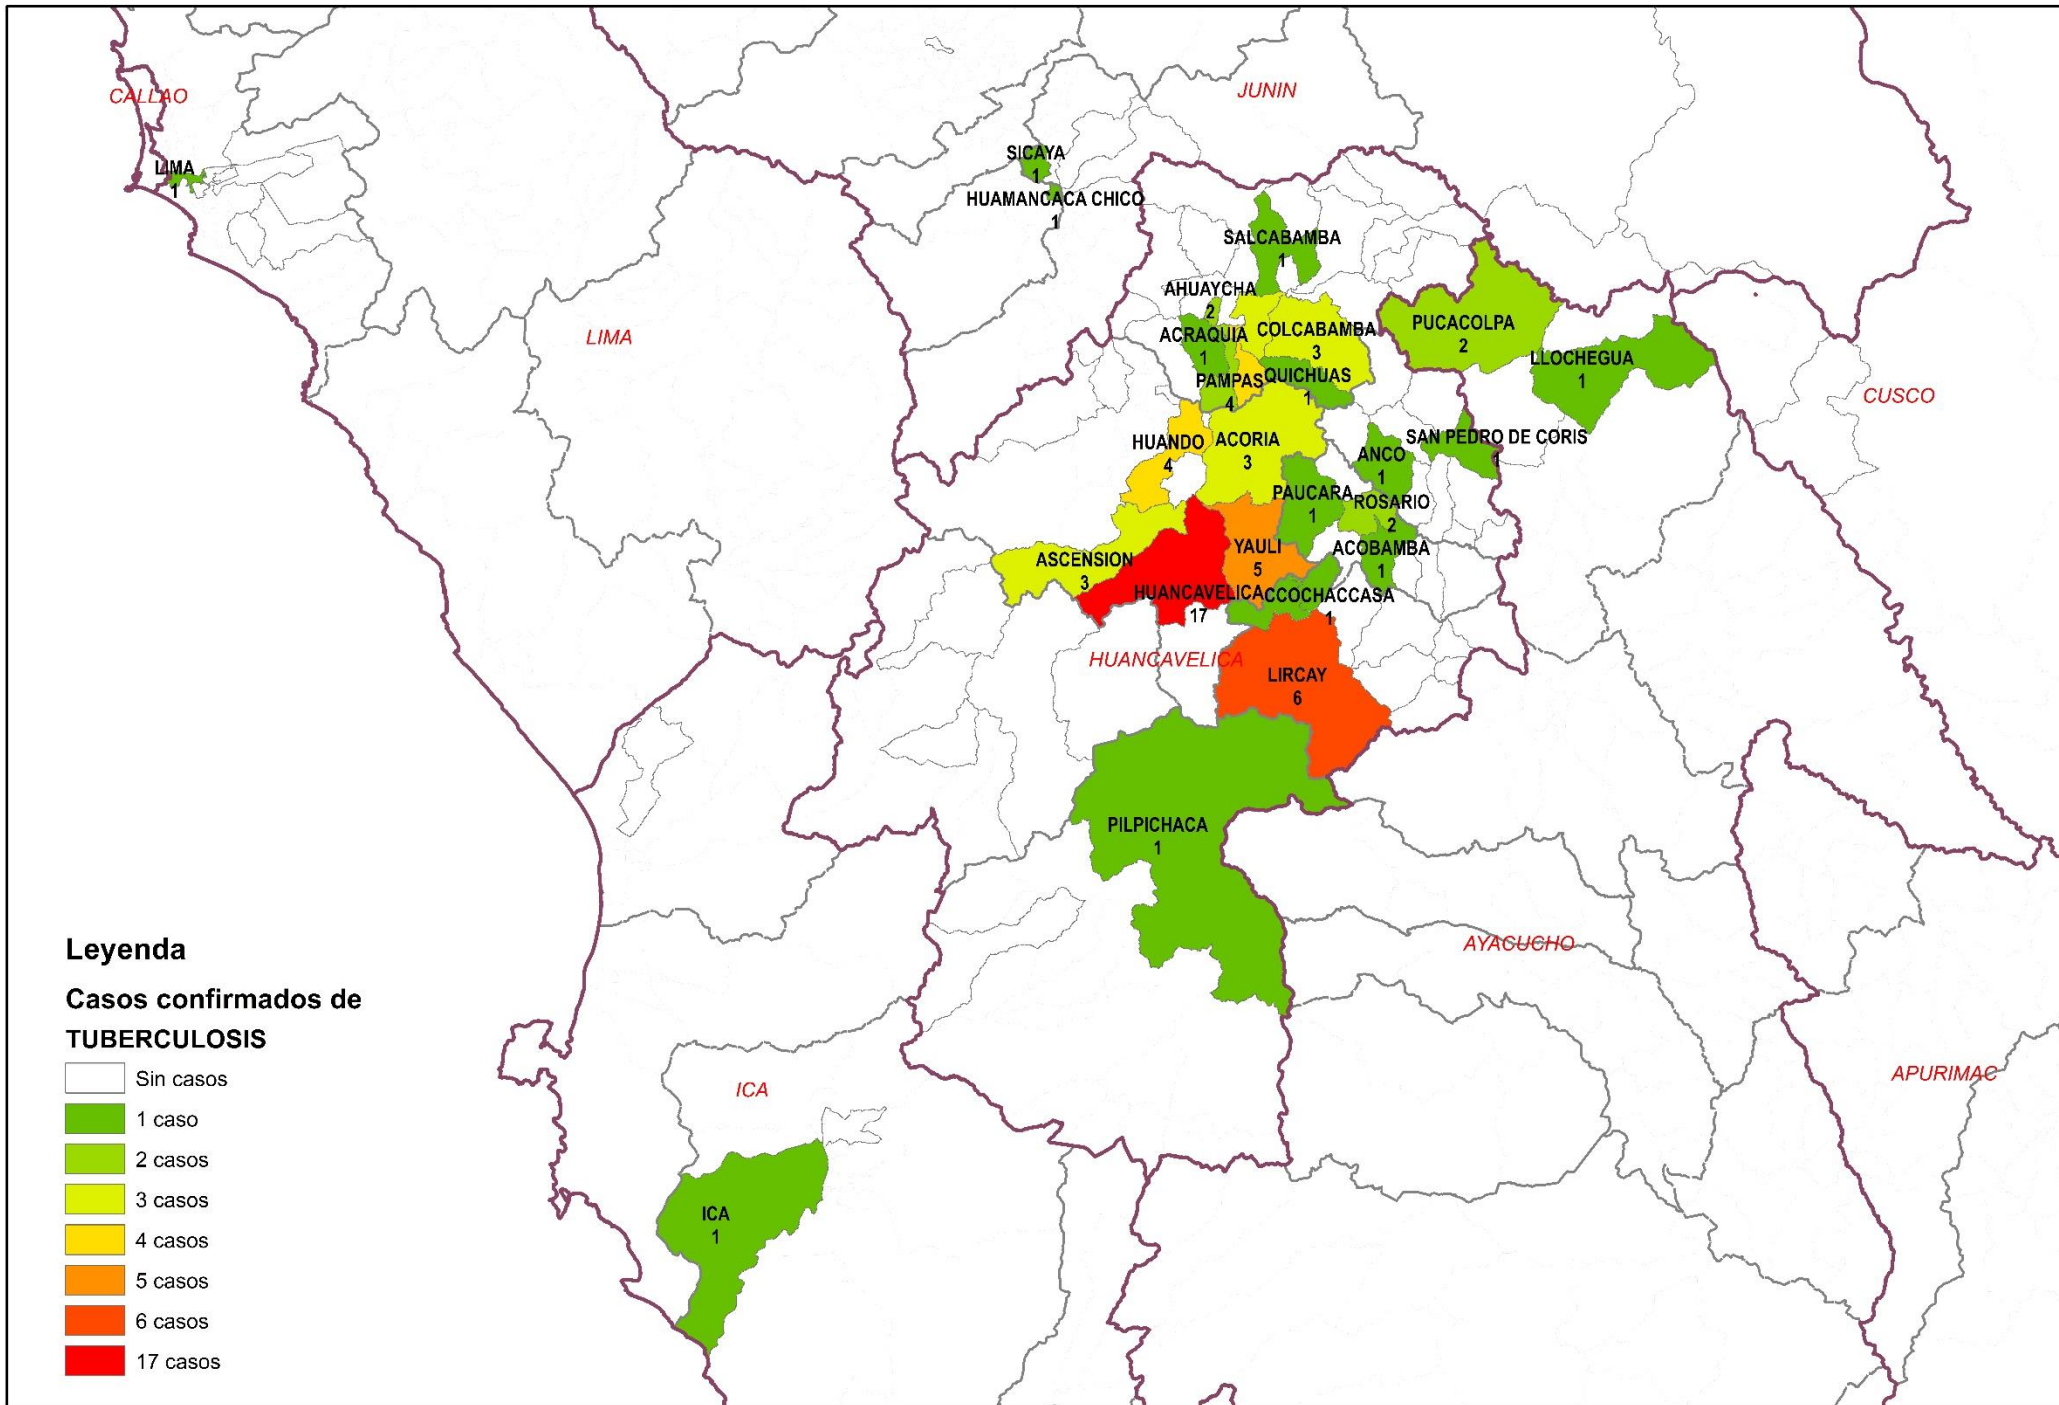 CALLAO
JUNIN
LIMA
1
SICAYA
1
HUAMANCACA CHICO
1
SALCABAMBA
1
AHUAYCHA
2
LIMA
ACRAQUIA
1
COLCABAMBA
3
PUCACOLPA
2
LLOCHEGUA
1
PAMPAS
4
QUICHUAS
1
CUSCO
HUANDO
4
ACORIA
3
ANCO
1
SAN PEDRO DE CORIS
1
PAUCARA
1
ROSARIO
2
ASCENSION
3
YAULI
5
ACOBAMBA
1
HUANCAVELICA
17
CCOCHACCASA
1
HUANCAVELICA
LIRCAY
6
PILPICHACA
1
AYACUCHO
ICA
APURIMAC
ICA
1
Leyenda
Casos confirmados de
TUBERCULOSIS
Sin casos
1 caso
2 casos
3 casos
4 casos
5 casos
6 casos
17 casos